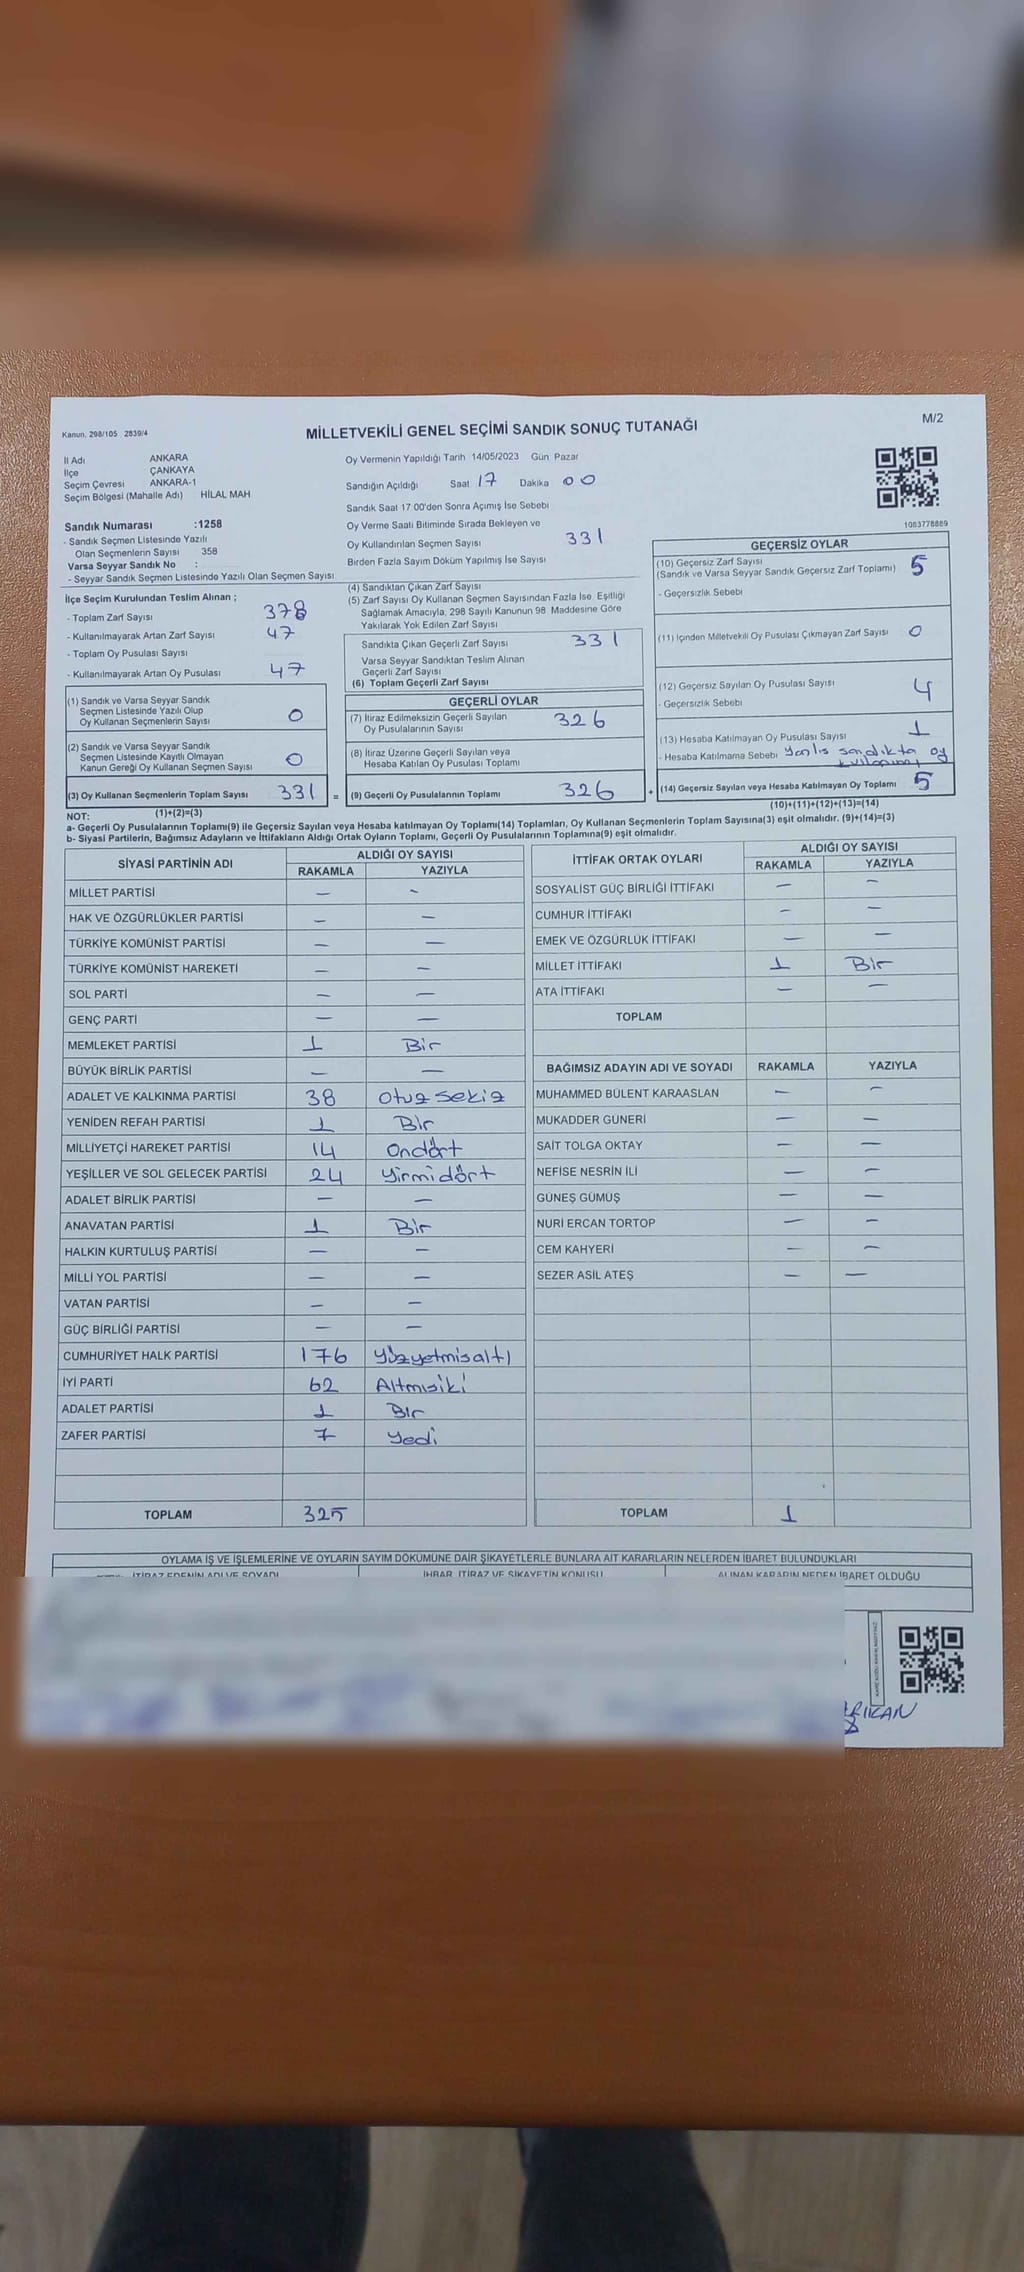 Kanun. 298/105 2839/4
MİLLETVEKİLİ GENEL SEÇİMİ SANDIK SONUÇ TUTANAĞI
M/2
İl Adı ANKARA
İlçe ÇANKAYA
Seçim Çevresi ANKARA-1
Seçim Bölgesi (Mahalle Adı) HİLAL MAH
Sandık Numarası :1258
- Sandık Seçmen Listesinde Yazılı
Olan Seçmenlerin Sayısı 358
Varsa Seyyar Sandık No :
- Seyyar Sandık Seçmen Listesinde Yazılı Olan Seçmen Sayısı
Oy Vermenin Yapıldığı Tarih 14/05/2023 Gün Pazar
Sandığın Açıldığı Saat 17 Dakika 00
Sandık Saat 17 00'den Sonra Açımış İse Sebebi
Oy Verme Saati Bitiminde Sırada Bekleyen ve
Oy Kullandırılan Seçmen Sayısı 331
Birden Fazla Sayım Döküm Yapılmış İse Sayısı
1083778889
İlçe Seçim Kurulundan Teslim Alınan ;
- Toplam Zarf Sayısı 378
- Kullanılmayarak Artan Zarf Sayısı 47
- Toplam Oy Pusulası Sayısı
- Kullanılmayarak Artan Oy Pusulası 47
(1) Sandık ve Varsa Seyyar Sandık
Seçmen Listesinde Yazılı Olup
Oy Kullanan Seçmenlerin Sayısı 0
(2) Sandık ve Varsa Seyyar Sandık
Seçmen Listesinde Kayıtlı Olmayan
Kanun Gereği Oy Kullanan Seçmen Sayısı 0
(3) Oy Kullanan Seçmenlerin Toplam Sayısı 331 =
(4) Sandıktan Çıkan Zarf Sayısı
(5) Zarf Sayısı Oy Kullanan Seçmen Sayısından Fazla İse Eşitliği
Sağlamak Amacıyla, 298 Sayılı Kanunun 98 Maddesine Göre
Yakılarak Yok Edilen Zarf Sayısı
Sandıkta Çıkan Geçerli Zarf Sayısı 331
Varsa Seyyar Sandıktan Teslim Alınan
Geçerli Zarf Sayısı
(6) Toplam Geçerli Zarf Sayısı
GEÇERLİ OYLAR
(7) İtiraz Edilmeksizin Geçerli Sayılan
Oy Pusulalarının Sayısı 326
(8) İtiraz Üzerine Geçerli Sayılan veya
Hesaba Katılan Oy Pusulası Toplamı
(9) Geçerli Oy Pusulalarının Toplamı 326 +
GEÇERSİZ OYLAR
(10) Geçersiz Zarf Sayısı
(Sandık ve Varsa Seyyar Sandık Geçersiz Zarf Toplamı) 5
- Geçersizlik Sebebi
(11) İçinden Milletvekili Oy Pusulası Çıkmayan Zarf Sayısı 0
(12) Geçersiz Sayılan Oy Pusulası Sayısı 4
- Geçersizlik Sebebi
(13) Hesaba Katılmayan Oy Pusulası Sayısı 1
- Hesaba Katılmama Sebebi Yanlıs sandıkta oy
kullanımı
(14) Geçersiz Sayılan veya Hesaba Katılmayan Oy Toplamı 5
NOT: (1)+(2)=(3)
(10)+(11)+(12)+(13)=(14)
a- Geçerli Oy Pusulalarının Toplamı(9) ile Geçersiz Sayılan veya Hesaba katılmayan Oy Toplamı(14) Toplamları, Oy Kullanan Seçmenlerin Toplam Sayısına(3) eşit olmalıdır. (9)+(14)=(3)
b- Siyasi Partilerin, Bağımsız Adayların ve İttifakların Aldığı Ortak Oyların Toplamı, Geçerli Oy Pusulalarının Toplamına(9) eşit olmalıdır.
SİYASİ PARTİNİN ADI ALDIĞI OY SAYISI
RAKAMLA YAZIYLA
MİLLET PARTİSİ — -
HAK VE ÖZGÜRLÜKLER PARTİSİ — —
TÜRKİYE KOMÜNİST PARTİSİ — —
TÜRKİYE KOMÜNİST HAREKETİ — —
SOL PARTİ — —
GENÇ PARTİ — —
MEMLEKET PARTİSİ 1 Bir
BÜYÜK BİRLİK PARTİSİ — —
ADALET VE KALKINMA PARTİSİ 38 Otuzsekiz
YENİDEN REFAH PARTİSİ 1 Bir
MİLLİYETÇİ HAREKET PARTİSİ 14 Ondört
YEŞİLLER VE SOL GELECEK PARTİSİ 24 Yirmidört
ADALET BİRLİK PARTİSİ — —
ANAVATAN PARTİSİ 1 Bir
HALKIN KURTULUŞ PARTİSİ — —
MİLLİ YOL PARTİSİ — —
VATAN PARTİSİ — —
GÜÇ BİRLİĞİ PARTİSİ — —
CUMHURİYET HALK PARTİSİ 176 Yüzyetmisaltı
İYİ PARTİ 62 Altmısiki
ADALET PARTİSİ 1 Bir
ZAFER PARTİSİ 7 Yedi
TOPLAM 325
İTTİFAK ORTAK OYLARI ALDIĞI OY SAYISI
RAKAMLA YAZIYLA
SOSYALİST GÜÇ BİRLİĞİ İTTİFAKI — —
CUMHUR İTTİFAKI — —
EMEK VE ÖZGÜRLÜK İTTİFAKI — —
MİLLET İTTİFAKI 1 Bir
ATA İTTİFAKI — —
TOPLAM
BAĞIMSIZ ADAYIN ADI VE SOYADI RAKAMLA YAZIYLA
MUHAMMED BÜLENT KARAASLAN — —
MUKADDER GÜNERİ — —
SAİT TOLGA OKTAY — —
NEFİSE NESRİN İLİ — —
GÜNEŞ GÜMÜŞ — —
NURİ ERCAN TORTOP — —
CEM KAHYERİ — —
SEZER ASİL ATEŞ — —
TOPLAM 1
OYLAMA İŞ VE İŞLEMLERİNE VE OYLARIN SAYIM DÖKÜMÜNE DAİR ŞİKAYETLERLE BUNLARA AİT KARARLARIN NELERDEN İBARET BULUNDUKLARI
İTİRAZ EDENİN ADI VE SOYADI İHBAR, İTİRAZ VE ŞİKAYETİN KONUSU ALINAN KARARIN NEDEN İBARET OLDUĞU